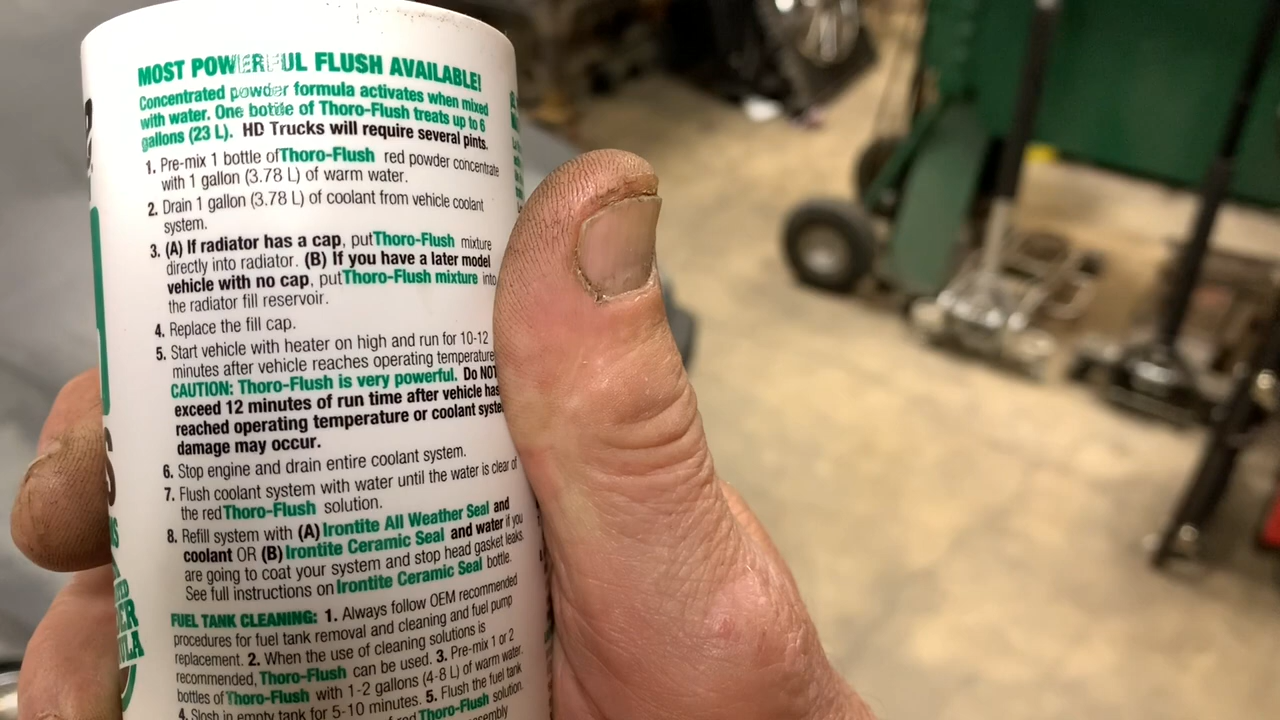 MOST POWERFUL FLUSH AVAILABLE!
Concentrated powder formula activates when mixed
with water. One bottle of Thoro-Flush treats up to 6
gallons (23 L). HD Trucks will require several pints.
1. Pre-mix 1 bottle of Thoro-Flush red powder concentrate
with 1 gallon (3.78 L) of warm water.
2. Drain 1 gallon (3.78 L) of coolant from vehicle coolant
system.
3. (A) If radiator has a cap, put Thoro-Flush mixture
directly into radiator. (B) If you have a later model
vehicle with no cap, put Thoro-Flush mixture into
the radiator fill reservoir.
4. Replace the fill cap.
5. Start vehicle with heater on high and run for 10-12
minutes after vehicle reaches operating temperature
CAUTION: Thoro-Flush is very powerful. Do NOT
exceed 12 minutes of run time after vehicle has
reached operating temperature or coolant syste
damage may occur.
6. Stop engine and drain entire coolant system.
7. Flush coolant system with water until the water is clear of
the red Thoro-Flush solution.
8. Refill system with (A) Irontite All Weather Seal and
coolant OR (B) Irontite Ceramic Seal and water if you
are going to coat your system and stop head gasket leaks.
See full instructions on Irontite Ceramic Seal bottle.
FUEL TANK CLEANING: 1. Always follow OEM recommended
procedures for fuel tank removal and cleaning and fuel pump
replacement. 2. When the use of cleaning solutions is
recommended, Thoro-Flush can be used. 3. Pre-mix 1 or 2
bottles of Thoro-Flush with 1-2 gallons (4-8 L) of warm water.
4. Slosh in empty tank for 5-10 minutes. 5. Flush the fuel tank
of red Thoro-Flush solution.